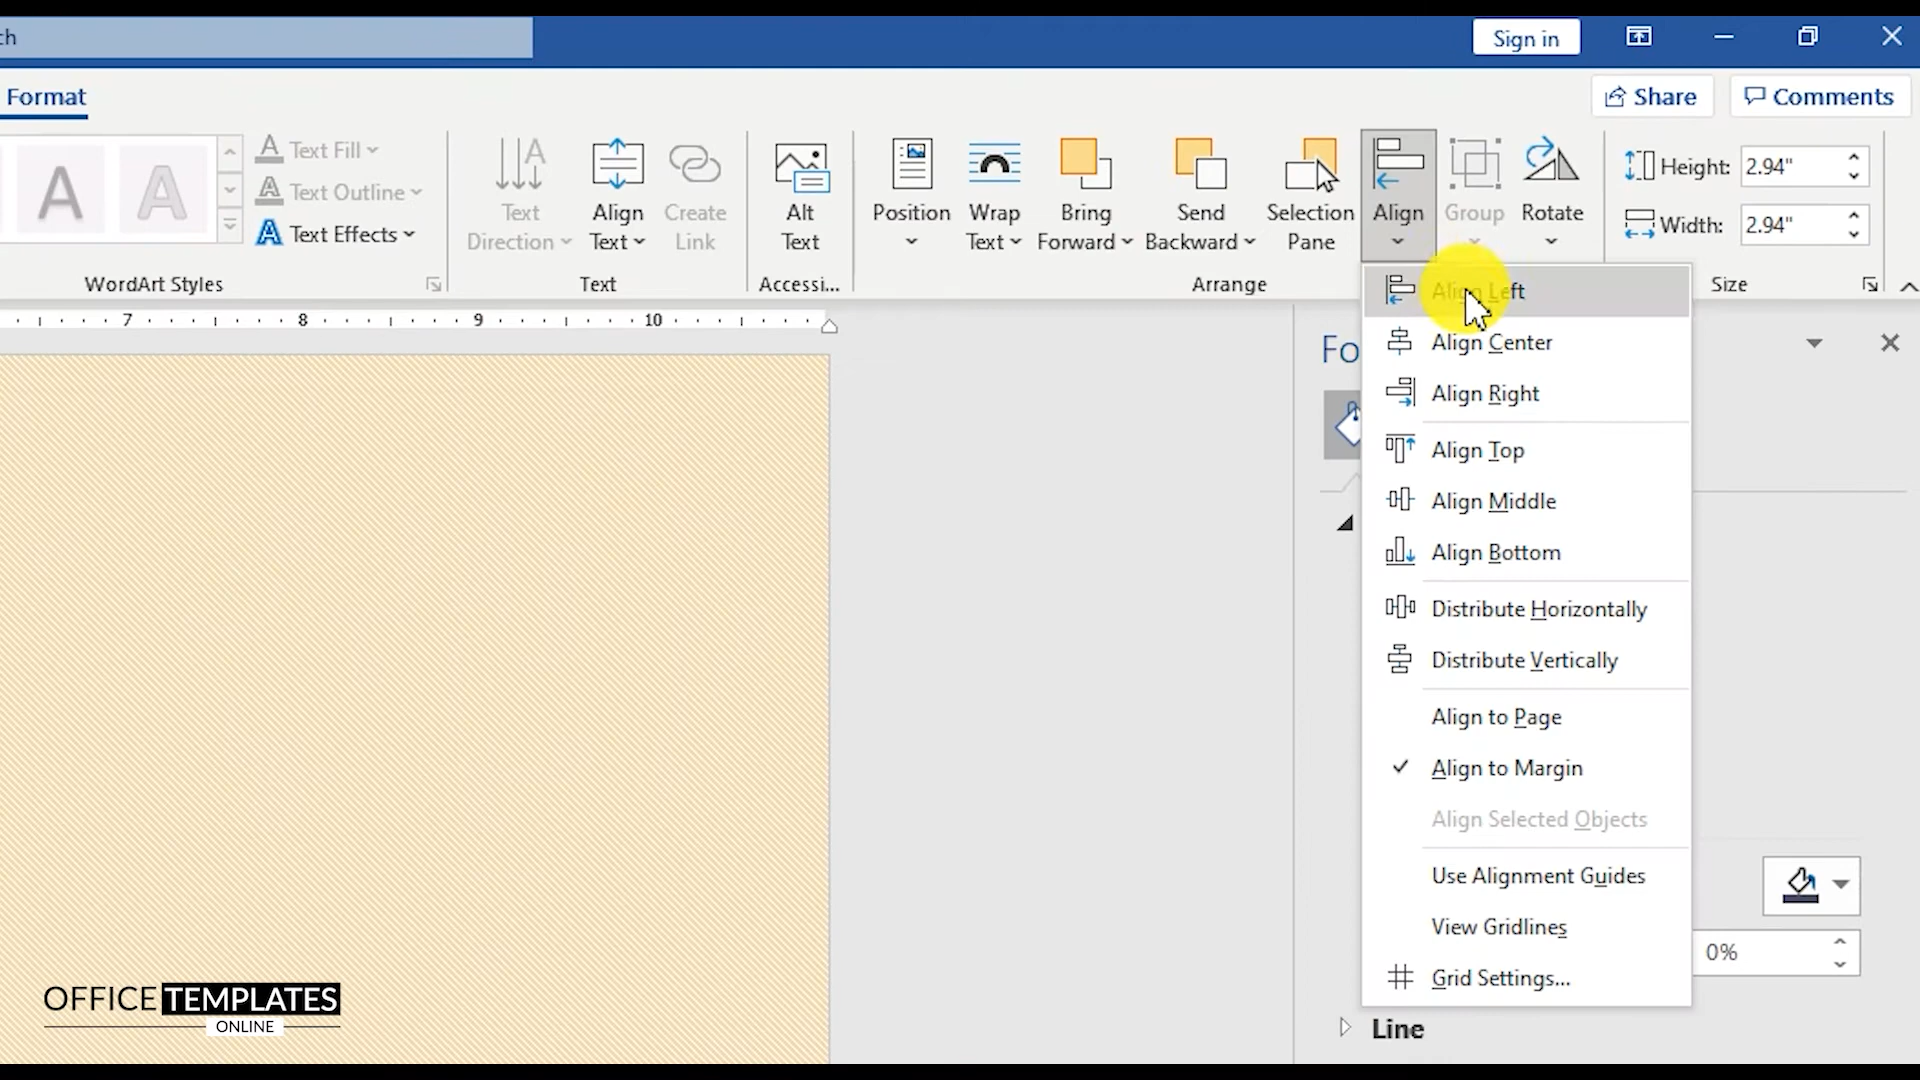 ch
Sign in
Format
Share
Comments
Text Fill
Text Outline
Text Effects
WordArt Styles
Text
Direction
Align
Text
Create
Link
Text
Alt
Text
Accessi...
Position
Wrap
Text
Bring
Forward
Send
Backward
Selection
Pane
Align
Group
Rotate
Arrange
Height: 2.94"
Width: 2.94"
Size
7 8 9 10
Fo
Align Left
Align Center
Align Right
Align Top
Align Middle
Align Bottom
Distribute Horizontally
Distribute Vertically
Align to Page
Align to Margin
Align Selected Objects
Use Alignment Guides
View Gridlines
Grid Settings...
0%
Line
OFFICE TEMPLATES
ONLINE